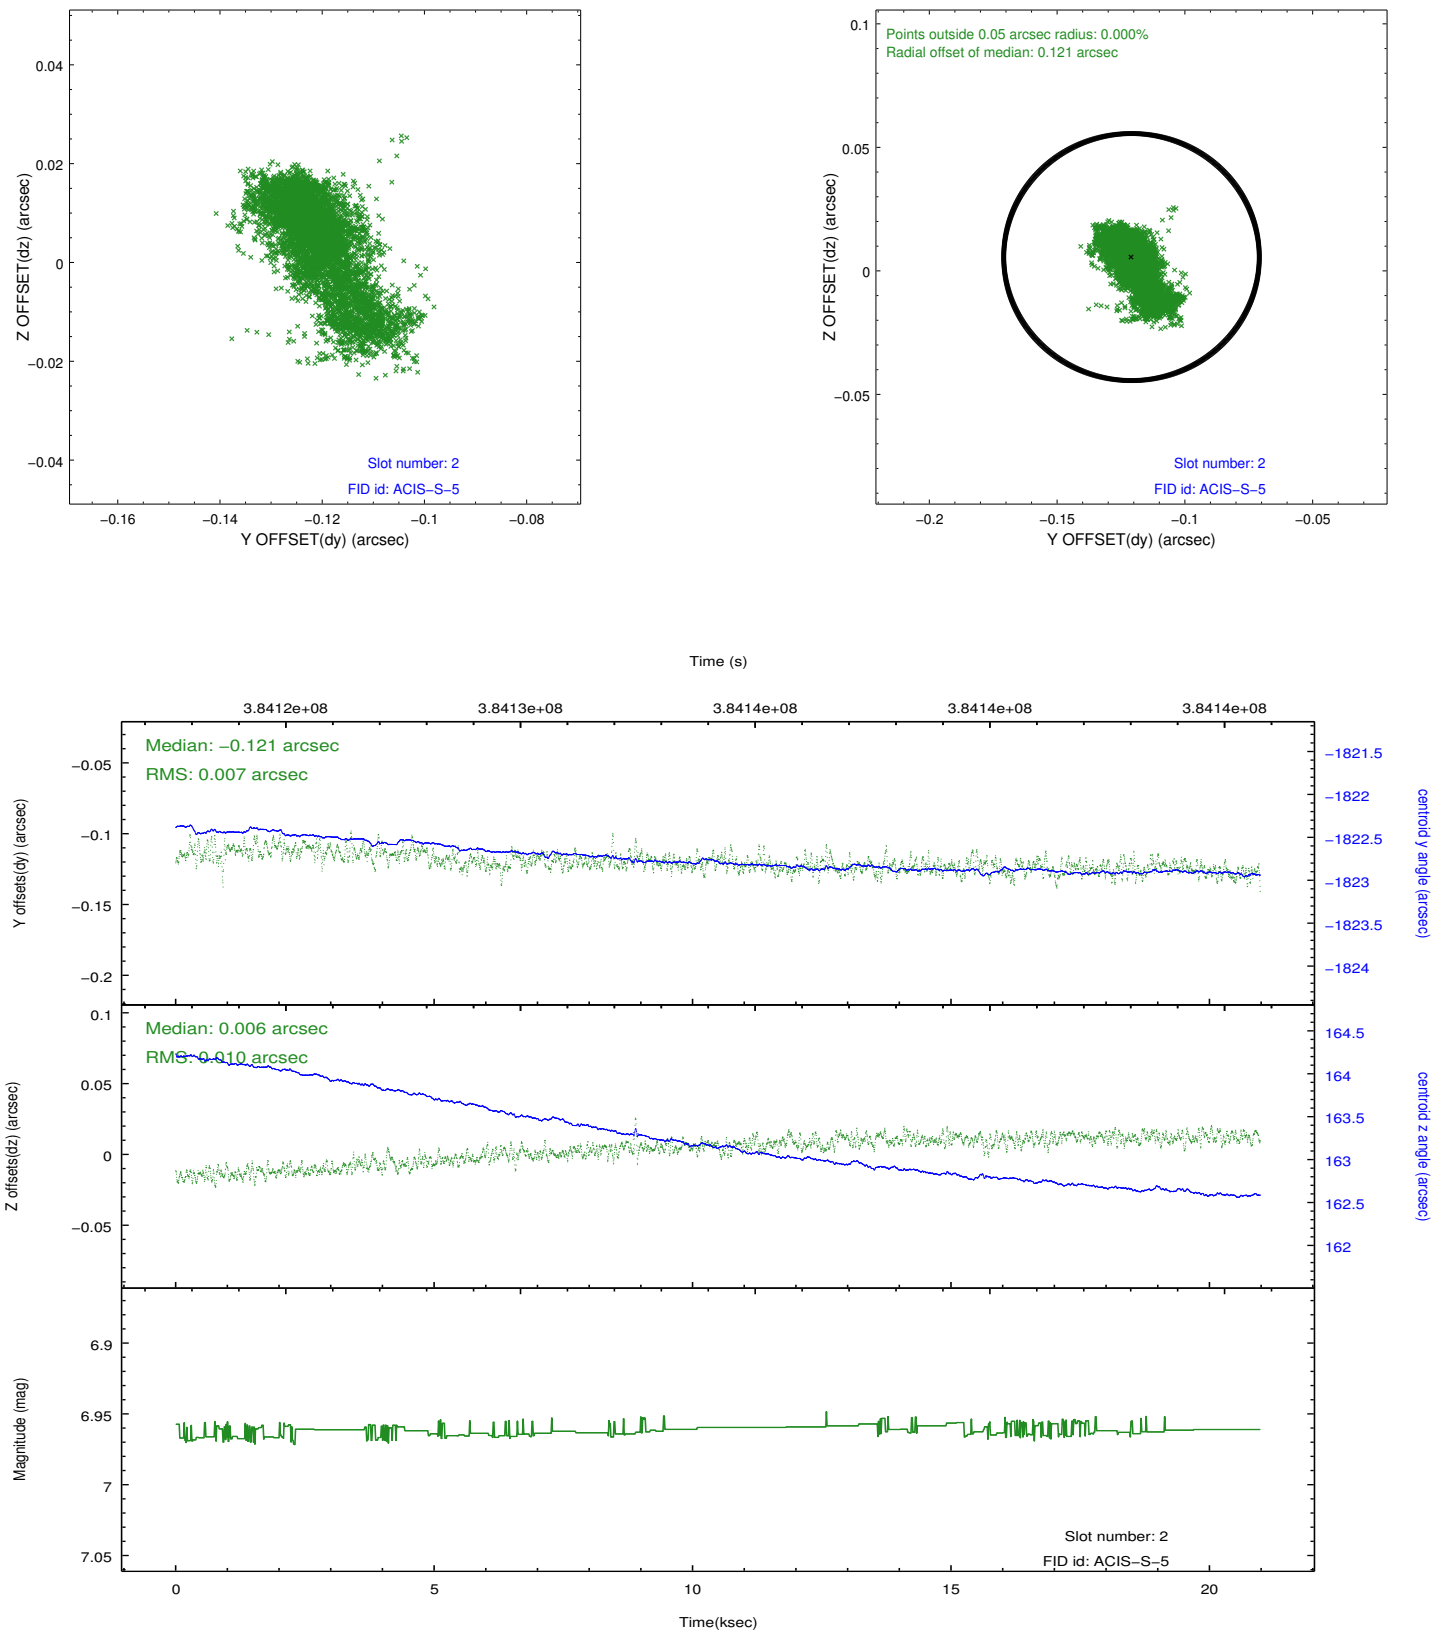 0.04
0.02
0
−0.02
−0.04
Z OFFSET(dz) (arcsec)
Slot number: 2
FID id: ACIS−S−5
−0.16
−0.14
−0.12
−0.1
−0.08
Y OFFSET(dy) (arcsec)
Points outside 0.05 arcsec radius: 0.000%
Radial offset of median: 0.121 arcsec
0.1
0.05
0
−0.05
Z OFFSET(dz) (arcsec)
Slot number: 2
FID id: ACIS−S−5
−0.2
−0.15
−0.1
−0.05
Y OFFSET(dy) (arcsec)
Time (s)
3.8412e+08
3.8413e+08
3.8414e+08
3.8414e+08
3.8414e+08
Median: −0.121 arcsec
RMS: 0.007 arcsec
−0.05
−0.1
−0.15
−0.2
Y offsets(dy) (arcsec)
−1821.5
−1822
−1822.5
−1823
−1823.5
−1824
centroid y angle (arcsec)
Median: 0.006 arcsec
RMS: 0.010 arcsec
0.1
0.05
0
−0.05
Z offsets(dz) (arcsec)
164.5
164
163.5
163
162.5
162
centroid z angle (arcsec)
6.9
6.95
7
7.05
Magnitude (mag)
Slot number: 2
FID id: ACIS−S−5
0
5
10
15
20
Time(ksec)